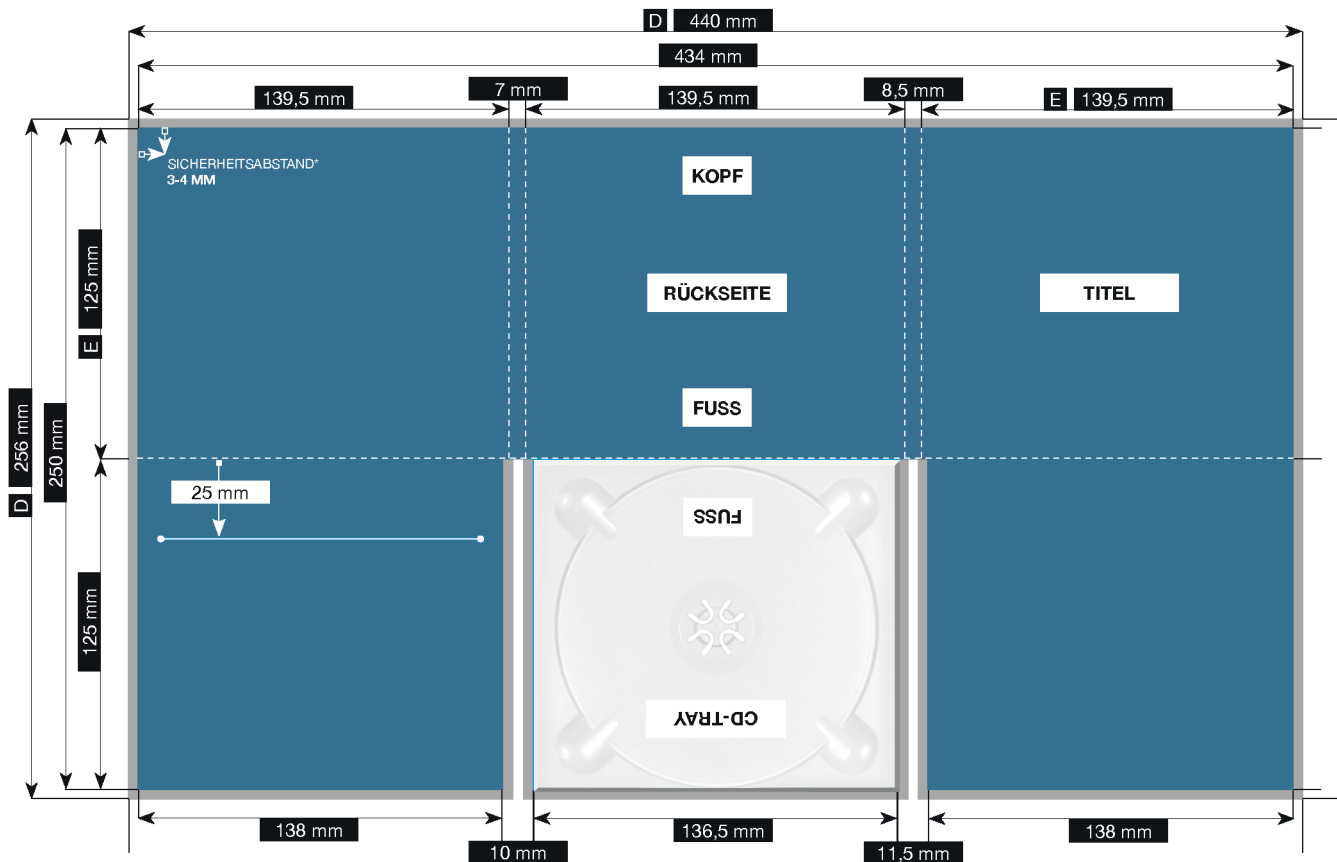 D 440 mm
434 mm
139,5 mm
7 mm
139,5 mm
8,5 mm
E 139,5 mm
SICHERHEITSABSTAND*
3-4 MM
KOPF
RÜCKSEITE
TITEL
FUSS
125 mm
E
D 256 mm
250 mm
25 mm
125 mm
FUSS
CD-TRAY
138 mm
10 mm
136,5 mm
11,5 mm
138 mm